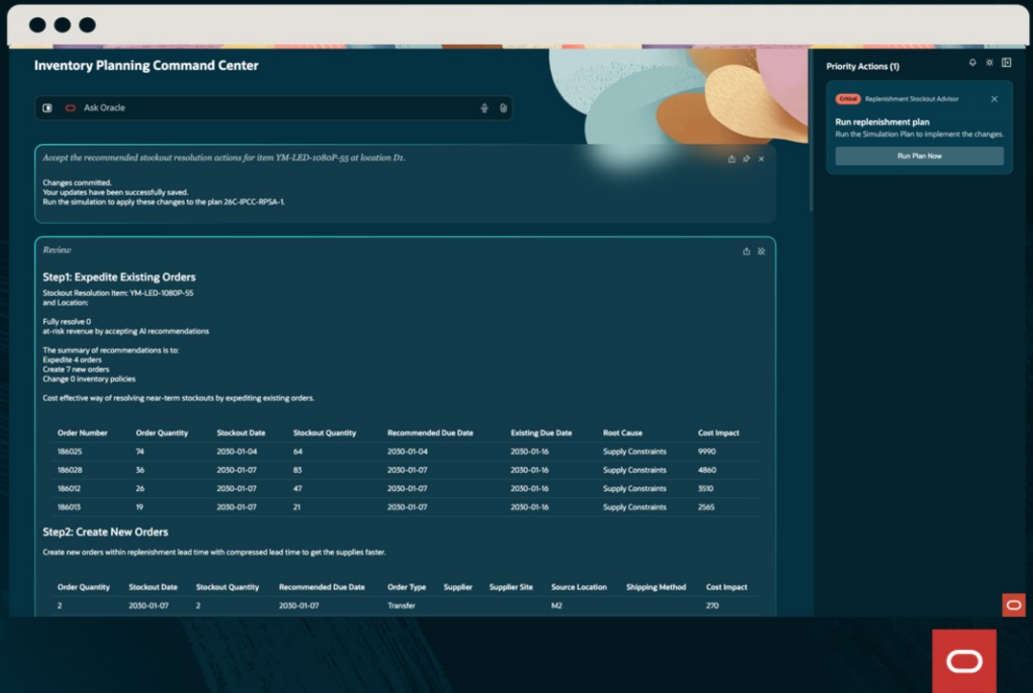 Inventory Planning Command Center
Ask Oracle
Accept the recommended stockout resolution actions for item YM-LED-1080P-55 at location D1.
Changes committed.
Your updates have been successfully saved.
Run the simulation to apply these changes to the plan 26C-IPCC-RPSA-1.
Review
Step1: Expedite Existing Orders
Stockout Resolution Item: YM-LED-1080P-55
and Location:
Fully resolve 0
at-risk revenue by accepting AI recommendations
The summary of recommendations is to:
Expedite 4 orders
Create 7 new orders
Change 0 inventory policies
Cost effective way of resolving near-term stockouts by expediting existing orders.
Order Number Order Quantity Stockout Date Stockout Quantity Recommended Due Date Existing Due Date Root Cause Cost Impact
186025 74 2030-01-04 64 2030-01-04 2030-01-16 Supply Constraints 9990
186028 36 2030-01-07 83 2030-01-07 2030-01-16 Supply Constraints 4860
186012 26 2030-01-07 47 2030-01-07 2030-01-16 Supply Constraints 3510
186013 19 2030-01-07 21 2030-01-07 2030-01-16 Supply Constraints 2565
Step2: Create New Orders
Create new orders within replenishment lead time with compressed lead time to get the supplies faster.
Order Quantity Stockout Date Stockout Quantity Recommended Due Date Order Type Supplier Supplier Site Source Location Shipping Method Cost Impact
2 2030-01-07 2 2030-01-07 Transfer M2 270
Priority Actions (1)
Critical Replenishment Stockout Advisor
Run replenishment plan
Run the Simulation Plan to implement the changes.
Run Plan Now